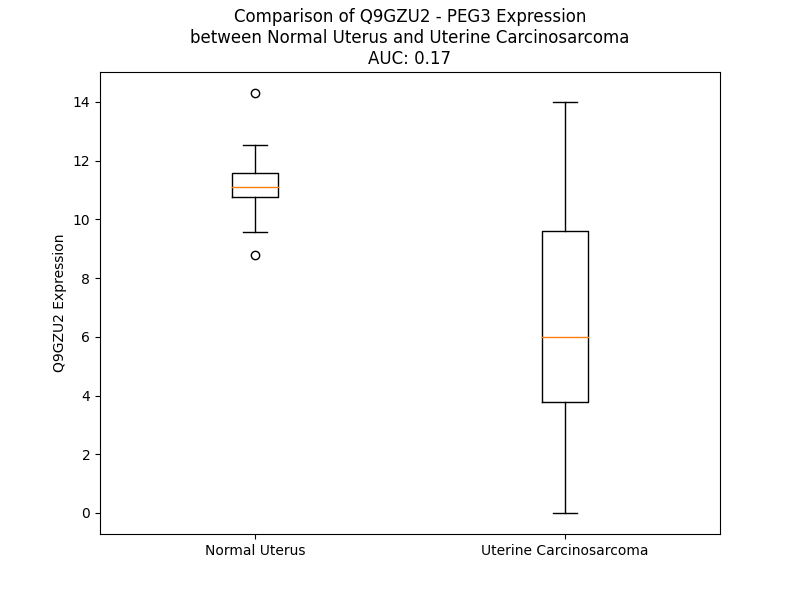 Comparison of Q9GZU2 - PEG3 Expression
between Normal Uterus and Uterine Carcinosarcoma
AUC: 0.17
14
12
10
8
6
4
2
0
Q9GZU2 Expression
Normal Uterus
Uterine Carcinosarcoma